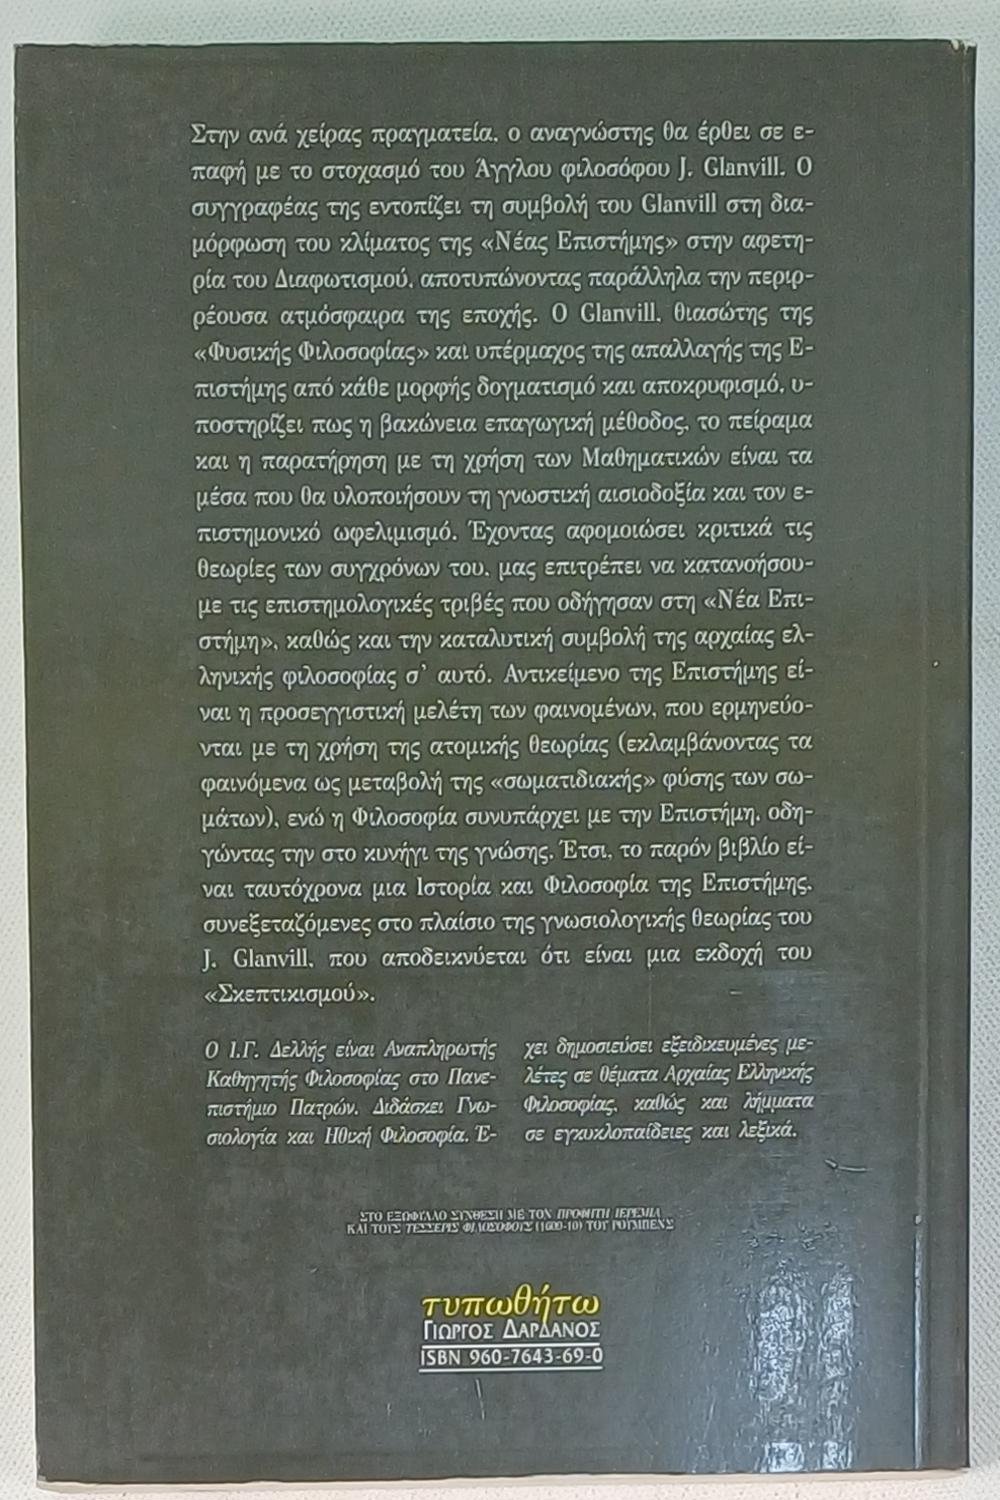 Στην ανά χείρας πραγματεία, ο αναγνώστης θα έρθει σε ε-
παφή με το στοχασμό του Άγγλου φιλοσόφου J. Glanvill. Ο
συγγραφέας της εντοπίζει τη συμβολή του Glanvill στη δια-
μόρφωση του κλίματος της «Νέας Επιστήμης» στην αφετη-
ρία του Διαφωτισμού, αποτυπώνοντας παράλληλα την περιρ-
ρέουσα ατμόσφαιρα της εποχής. Ο Glanvill, θιασώτης της
«Φυσικής Φιλοσοφίας» και υπέρμαχος της απαλλαγής της Ε-
πιστήμης από κάθε μορφής δογματισμό και αποκρυφισμό, υ-
ποστηρίζει πως η βακώνεια επαγωγική μέθοδος, το πείραμα
και η παρατήρηση με τη χρήση των Μαθηματικών είναι τα
μέσα που θα υλοποιήσουν τη γνωστική αισιοδοξία και τον ε-
πιστημονικό ωφελιμισμό. Έχοντας αφομοιώσει κριτικά τις
θεωρίες των συγχρόνων του, μας επιτρέπει να κατανοήσου-
με τις επιστημολογικές τριβές που οδήγησαν στη «Νέα Επι-
στήμη», καθώς και την καταλυτική συμβολή της αρχαίας ελ-
ληνικής φιλοσοφίας σ' αυτό. Αντικείμενο της Επιστήμης εί-
ναι η προσεγγιστική μελέτη των φαινομένων, που ερμηνεύο-
νται με τη χρήση της ατομικής θεωρίας (εκλαμβάνοντας τα
φαινόμενα ως μεταβολή της «σωματιδιακής» φύσης των σω-
μάτων), ενώ η Φιλοσοφία συνυπάρχει με την Επιστήμη, οδη-
γώντας την στο κυνήγι της γνώσης. Έτσι, το παρόν βιβλίο εί-
ναι ταυτόχρονα μια Ιστορία και Φιλοσοφία της Επιστήμης,
συνεξεταζόμενες στο πλαίσιο της γνωσιολογικής θεωρίας του
J. Glanvill, που αποδεικνύεται ότι είναι μια εκδοχή του
«Σκεπτικισμού».
Ο Ι.Γ. Δελλής είναι Αναπληρωτής
Καθηγητής Φιλοσοφίας στο Πανε-
πιστήμιο Πατρών. Διδάσκει Γνω-
σιολογία και Ηθική Φιλοσοφία. Έ-
χει δημοσιεύσει εξειδικευμένες με-
λέτες σε θέματα Αρχαίας Ελληνικής
Φιλοσοφίας, καθώς και λήμματα
σε εγκυκλοπαίδειες και λεξικά.
ΣΤΟ ΕΞΩΦΥΛΛΟ ΣΥΝΘΕΣΗ ΜΕ ΤΟΝ ΠΡΟΦΗΤΗ ΙΕΡΕΜΙΑ
ΚΑΙ ΤΟΥΣ ΤΕΣΣΕΡΙΣ ΦΙΛΟΣΟΦΟΥΣ (1609-10) ΤΟΥ ΡΟΥΜΠΕΝΣ
τυπωθήτω
ΓΙΩΡΓΟΣ ΔΑΡΔΑΝΟΣ
ISBN 960-7643-69-0